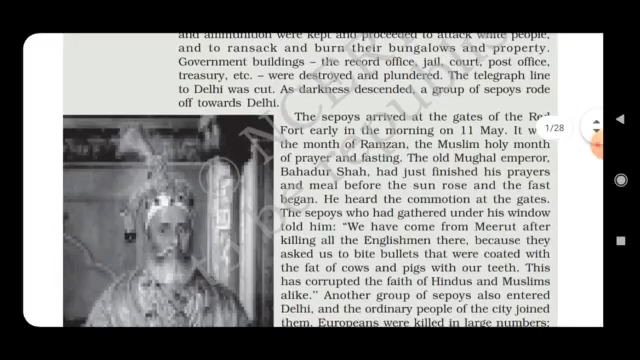 and ammunition were kept and proceeded to attack white people,
and to ransack and burn their bungalows and property.
Government buildings – the record office, jail, court, post office,
treasury, etc. – were destroyed and plundered. The telegraph line
to Delhi was cut. As darkness descended, a group of sepoys rode
off towards Delhi.
The sepoys arrived at the gates of the Red
Fort early in the morning on 11 May. It was
1/28
the month of Ramzan, the Muslim holy month
of prayer and fasting. The old Mughal emperor,
Bahadur Shah, had just finished his prayers
and meal before the sun rose and the fast
began. He heard the commotion at the gates.
The sepoys who had gathered under his window
told him: “We have come from Meerut after
killing all the Englishmen there, because they
asked us to bite bullets that were coated with
the fat of cows and pigs with our teeth. This
has corrupted the faith of Hindus and Muslims
alike.’’ Another group of sepoys also entered
Delhi, and the ordinary people of the city joined
them. Europeans were killed in large numbers;
© NCERT
be republis